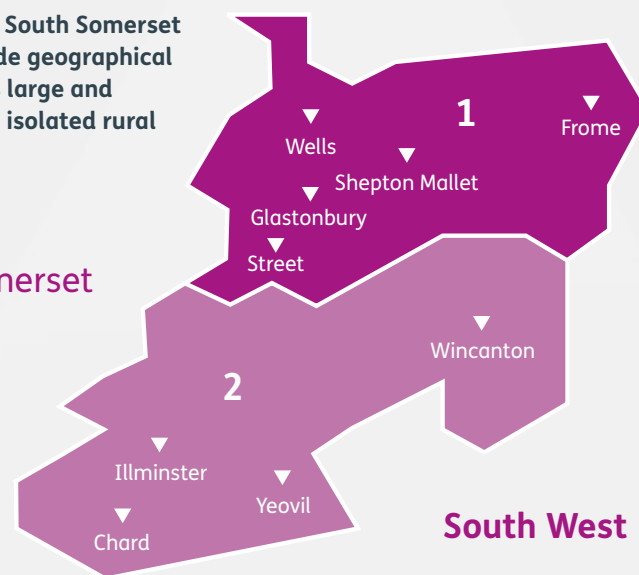 South Somerset
de geographical
large and
isolated rural
merset
1
Wells
Frome
Shepton Mallet
Glastonbury
Street
Wincanton
2
Illminster
Yeovil
Chard
South West